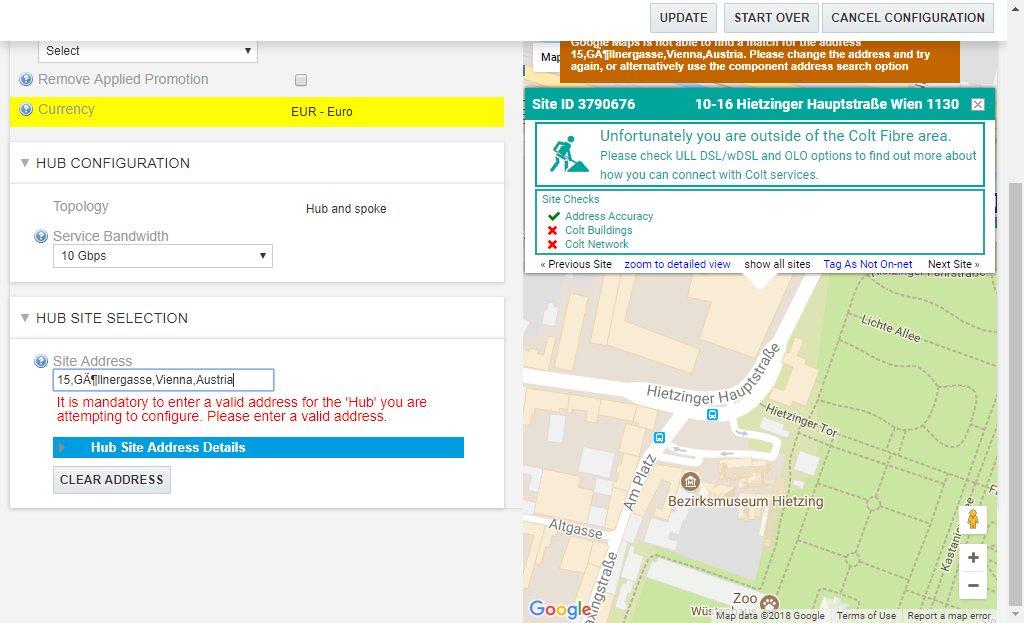 UPDATE
START OVER
CANCEL CONFIGURATION
Select
Remove Applied Promotion
Currency
EUR - Euro
HUB CONFIGURATION
Topology
Hub and spoke
Service Bandwidth
10 Gbps
HUB SITE SELECTION
Site Address
15,GÃ¶llnergasse,Vienna,Austria
It is mandatory to enter a valid address for the 'Hub' you are
attempting to configure. Please enter a valid address.
Hub Site Address Details
CLEAR ADDRESS
Map
Google Maps is not able to find a match for the address
15,GÃ¶llnergasse,Vienna,Austria. Please change the address and try
again, or alternatively use the component address search option
Site ID 3790676
10-16 Hietzinger Hauptstraße Wien 1130
Unfortunately you are outside of the Colt Fibre area.
Please check ULL DSL/wDSL and OLO options to find out more about
how you can connect with Colt services.
Site Checks
Address Accuracy
Colt Buildings
Colt Network
« Previous Site
zoom to detailed view
show all sites
Tag As Not On-net
Next Site »
Lichte Allee
Hietzinger Hauptstraße
Hietzinger Tor
Am Platz
Bezirksmuseum Hietzing
Altgasse
Zoo
Google
Map data ©2018 Google
Terms of Use
Report a map error